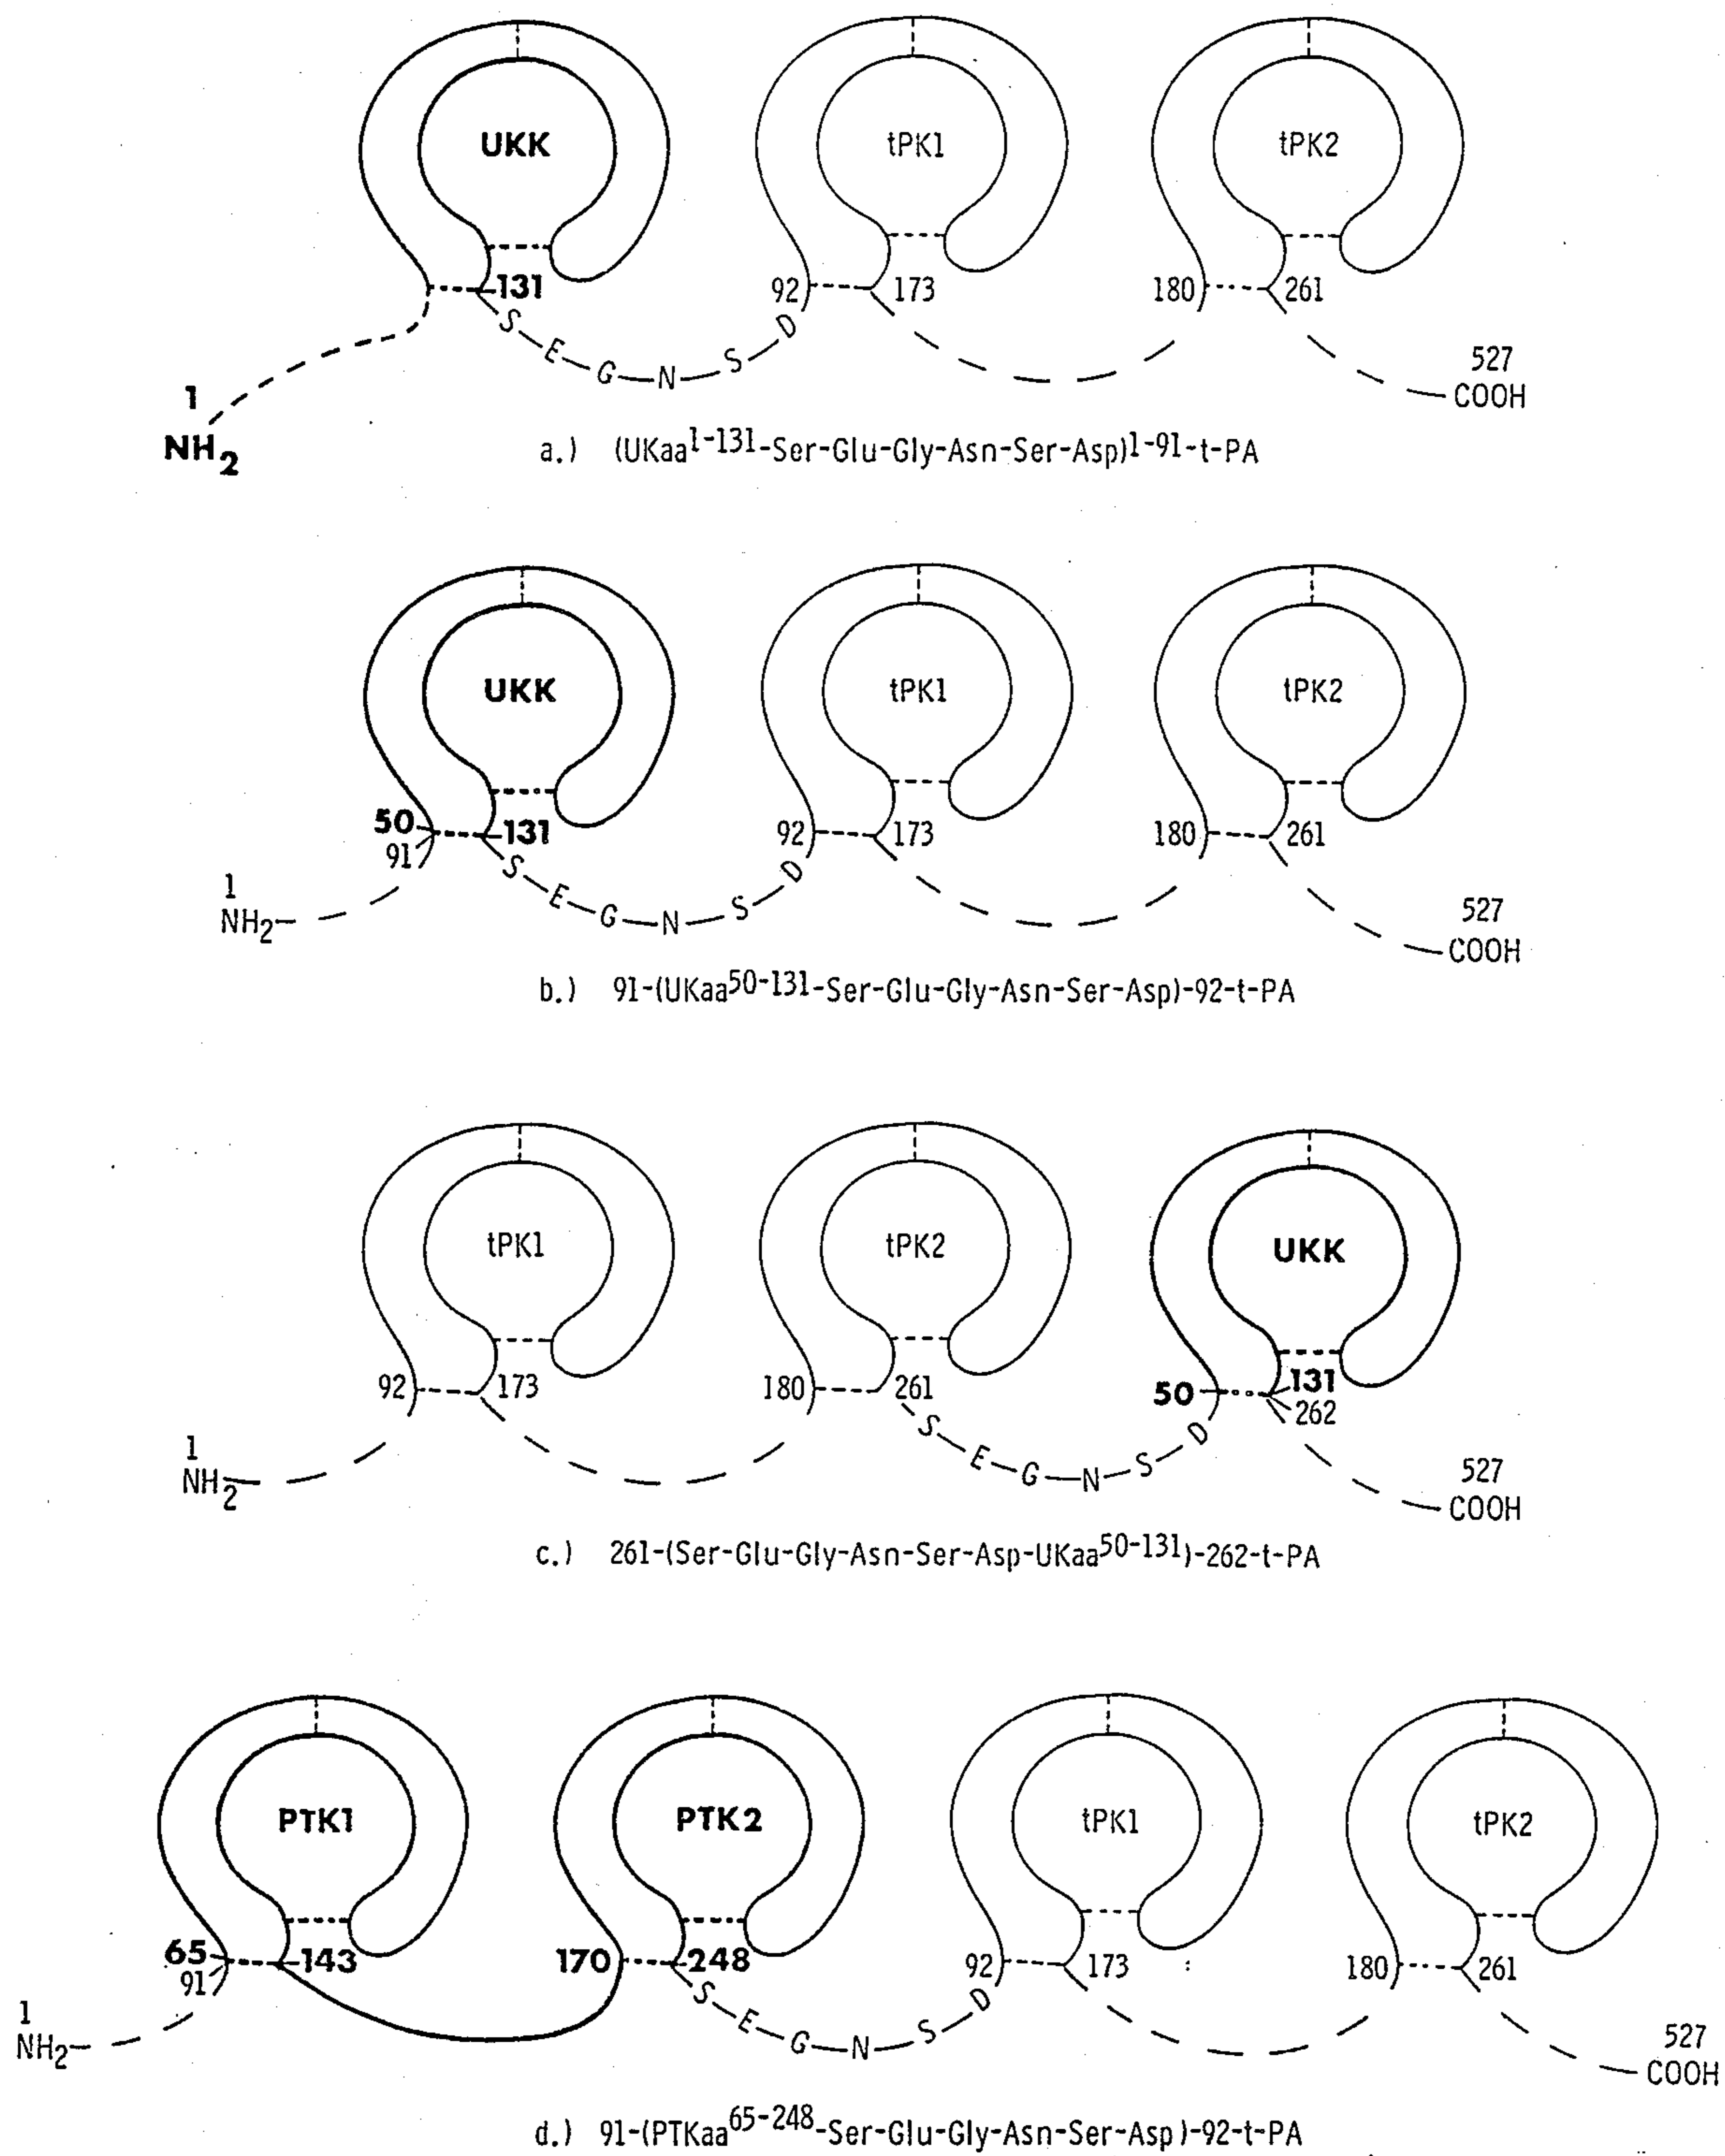 UKK tPK1 tPK2
131 92 173 180 261
S E G N S D
527
COOH
1
NH2
a.) (UKaa1-131-Ser-Glu-Gly-Asn-Ser-Asp)1-91-t-PA
UKK tPK1 tPK2
50 131 92 173 180 261
91
S E G N S D
1
NH2
527
COOH
b.) 91-(UKaa50-131-Ser-Glu-Gly-Asn-Ser-Asp)-92-t-PA
tPK1 tPK2 UKK
92 173 180 261 50 131
262
S E G N S D
1
NH2
527
COOH
c.) 261-(Ser-Glu-Gly-Asn-Ser-Asp-UKaa50-131)-262-t-PA
PTK1 PTK2 tPK1 tPK2
65 143 170 248 92 173 180 261
91
S E G N S D
1
NH2
527
COOH
d.) 91-(PTKaa65-248-Ser-Glu-Gly-Asn-Ser-Asp)-92-t-PA